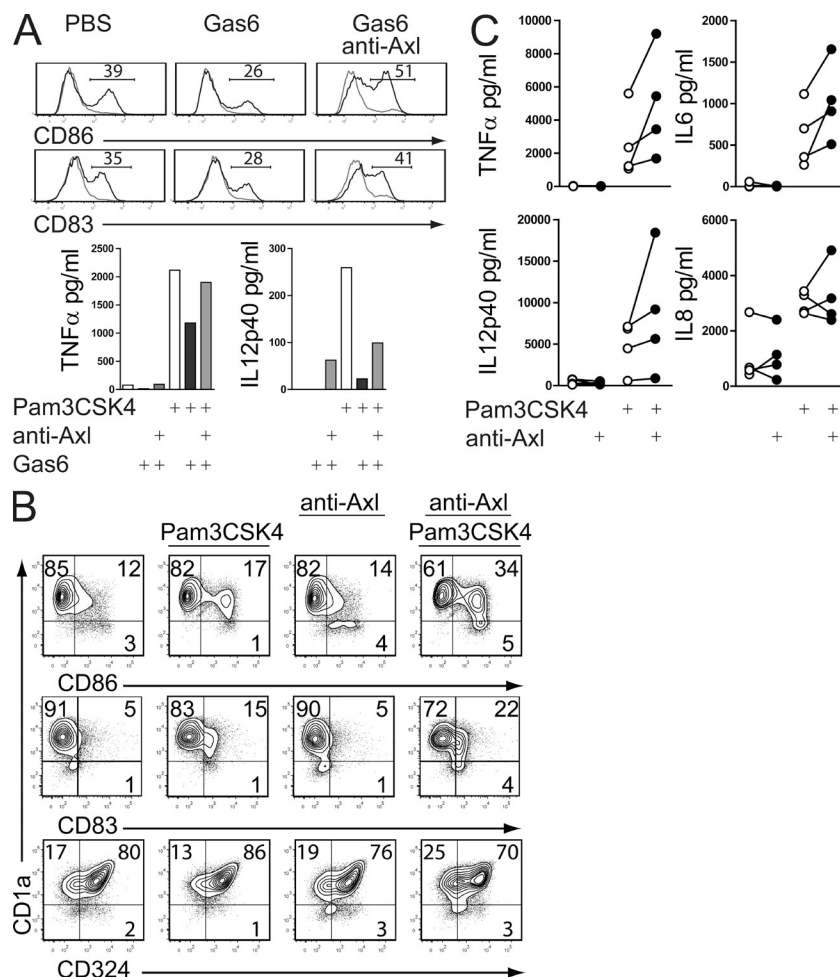 A
PBS
Gas6
Gas6
anti-Axl
39
26
51
CD86
35
28
41
CD83
TNFα pg/ml
2500
2000
1500
1000
500
0
IL12p40 pg/ml
300
200
100
0
Pam3CSK4 + + + + + +
anti-Axl + + + +
Gas6 ++ ++ ++ ++
C
TNFα pg/ml
10000
8000
6000
4000
2000
0
IL6 pg/ml
2000
1500
1000
500
0
IL12p40 pg/ml
20000
15000
10000
5000
0
IL8 pg/ml
6000
4000
2000
0
Pam3CSK4 + + + +
anti-Axl + + + +
B
Pam3CSK4
anti-Axl
anti-Axl
Pam3CSK4
85 12
3
82 17
1
82 14
4
61 34
5
CD86
91 5
1
83 15
1
90 5
1
72 22
4
CD83
17 80
2
13 86
1
19 76
3
25 70
3
CD324
CD1a